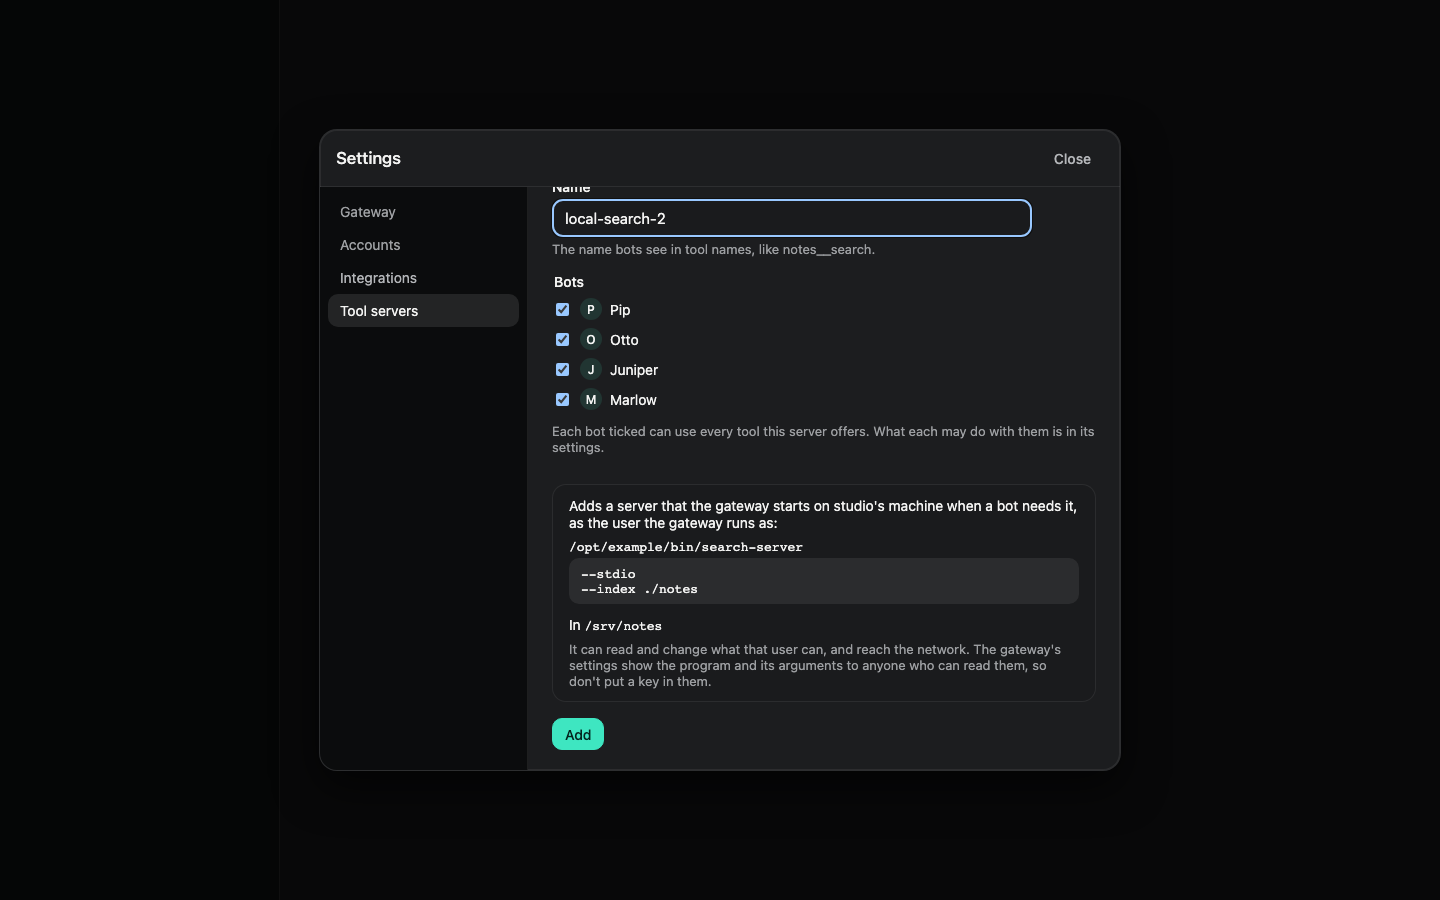 Settings
Close
Gateway
Accounts
Integrations
Tool servers
Name
local-search-2
The name bots see in tool names, like notes__search.
Bots
P Pip
O Otto
J Juniper
M Marlow
Each bot ticked can use every tool this server offers. What each may do with them is in its
settings.
Adds a server that the gateway starts on studio's machine when a bot needs it,
as the user the gateway runs as:
/opt/example/bin/search-server
--stdio
--index ./notes
In /srv/notes
It can read and change what that user can, and reach the network. The gateway's
settings show the program and its arguments to anyone who can read them, so
don't put a key in them.
Add